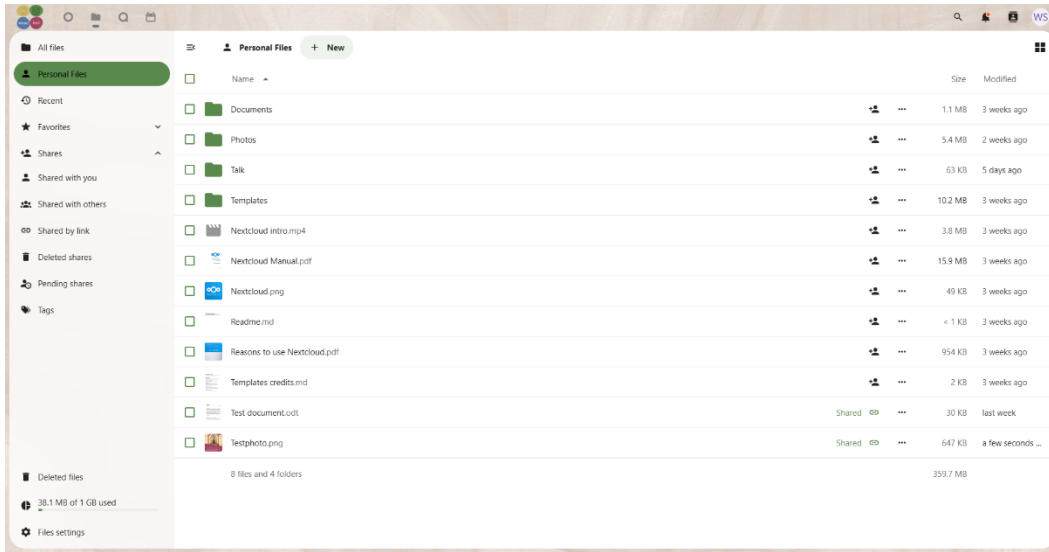 WS
All files
Personal Files
Recent
Favorites
Shares
Shared with you
Shared with others
Shared by link
Deleted shares
Pending shares
Tags
Deleted files
38.1 MB of 1 GB used
Files settings
Personal Files + New
Name Size Modified
Documents 1.1 MB 3 weeks ago
Photos 5.4 MB 2 weeks ago
Talk 63 KB 5 days ago
Templates 10.2 MB 3 weeks ago
Nextcloud intro.mp4 3.8 MB 3 weeks ago
Nextcloud Manual.pdf 15.9 MB 3 weeks ago
Nextcloud.png 49 KB 3 weeks ago
Readme.md < 1 KB 3 weeks ago
Reasons to use Nextcloud.pdf 954 KB 3 weeks ago
Templates credits.md 2 KB 3 weeks ago
Test document.odt Shared 30 KB last week
Testphoto.png Shared 647 KB a few seconds ...
8 files and 4 folders 359.7 MB